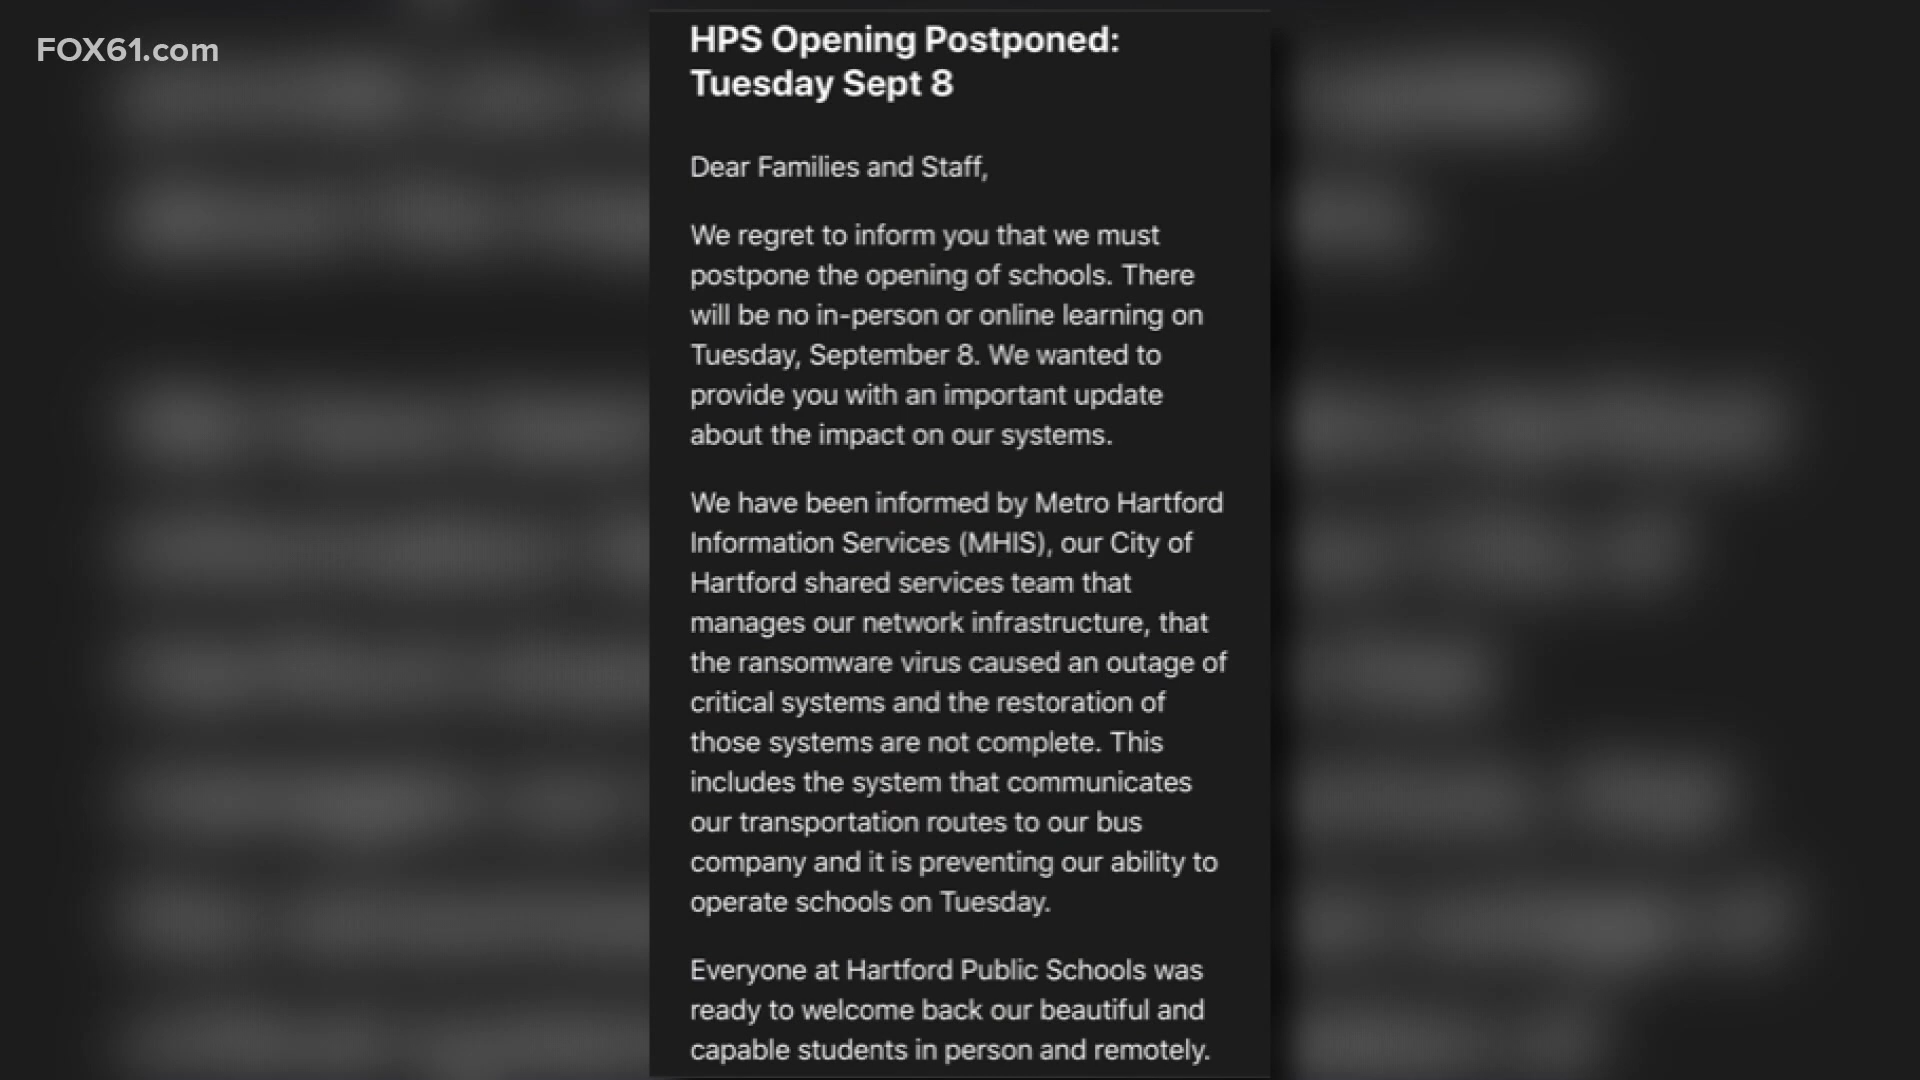 FOX61.com
HPS Opening Postponed:
Tuesday Sept 8
Dear Families and Staff,
We regret to inform you that we must
postpone the opening of schools. There
will be no in-person or online learning on
Tuesday, September 8. We wanted to
provide you with an important update
about the impact on our systems.
We have been informed by Metro Hartford
Information Services (MHIS), our City of
Hartford shared services team that
manages our network infrastructure, that
the ransomware virus caused an outage of
critical systems and the restoration of
those systems are not complete. This
includes the system that communicates
our transportation routes to our bus
company and it is preventing our ability to
operate schools on Tuesday.
Everyone at Hartford Public Schools was
ready to welcome back our beautiful and
capable students in person and remotely.